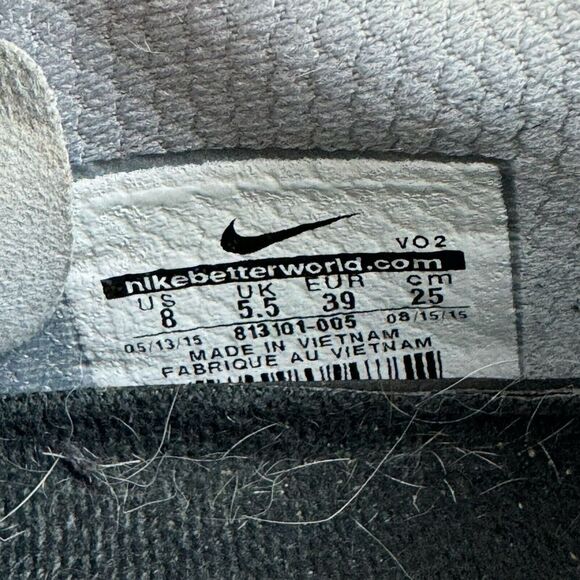 VO2
nikebetterworld.com
US UK EUR cm
8 5.5 39 25
05/13/15 813101-005 08/15/15
MADE IN VIETNAM
FABRIQUE AU VIETNAM